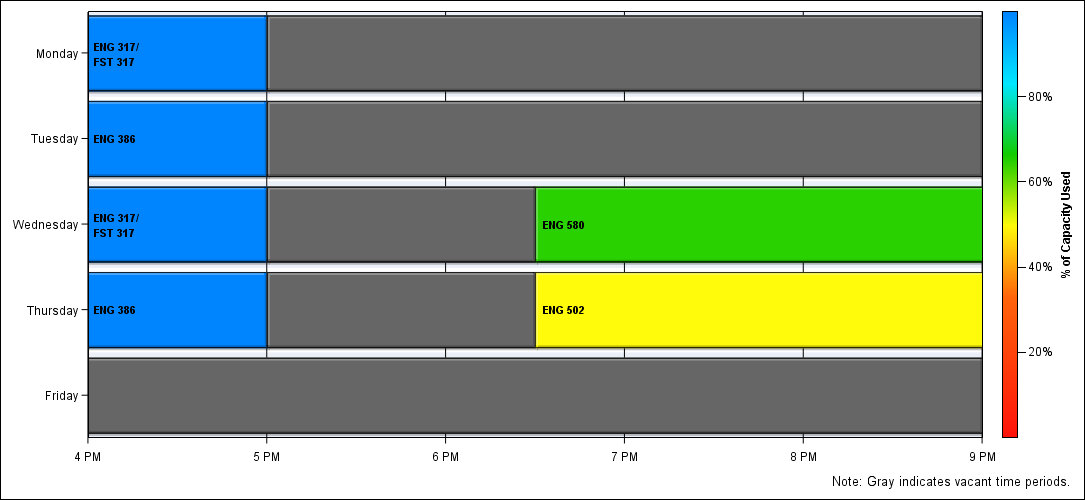 Monday
ENG 317/
FST 317
Tuesday
ENG 386
Wednesday
ENG 317/
FST 317
ENG 580
Thursday
ENG 386
ENG 502
Friday
4 PM
5 PM
6 PM
7 PM
8 PM
9 PM
80%
60%
40%
20%
% of Capacity Used
Note: Gray indicates vacant time periods.